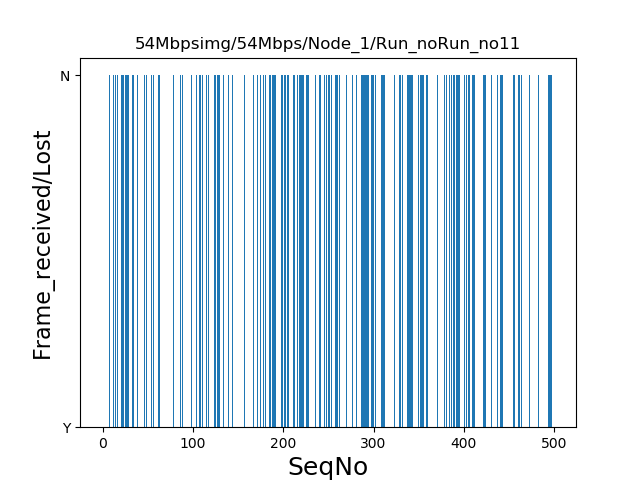 54Mbpsimg/54Mbps/Node_1/Run_noRun_no11
N
Frame_received/Lost
Y
0 100 200 300 400 500
SeqNo